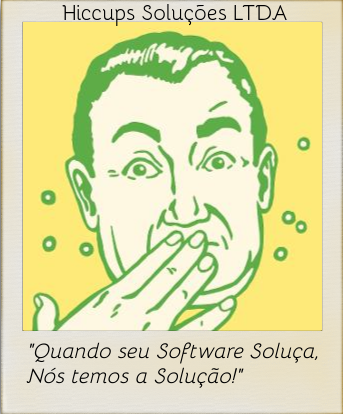 Hiccups Soluções LTDA
"Quando seu Software Soluça,
Nós temos a Solução!"